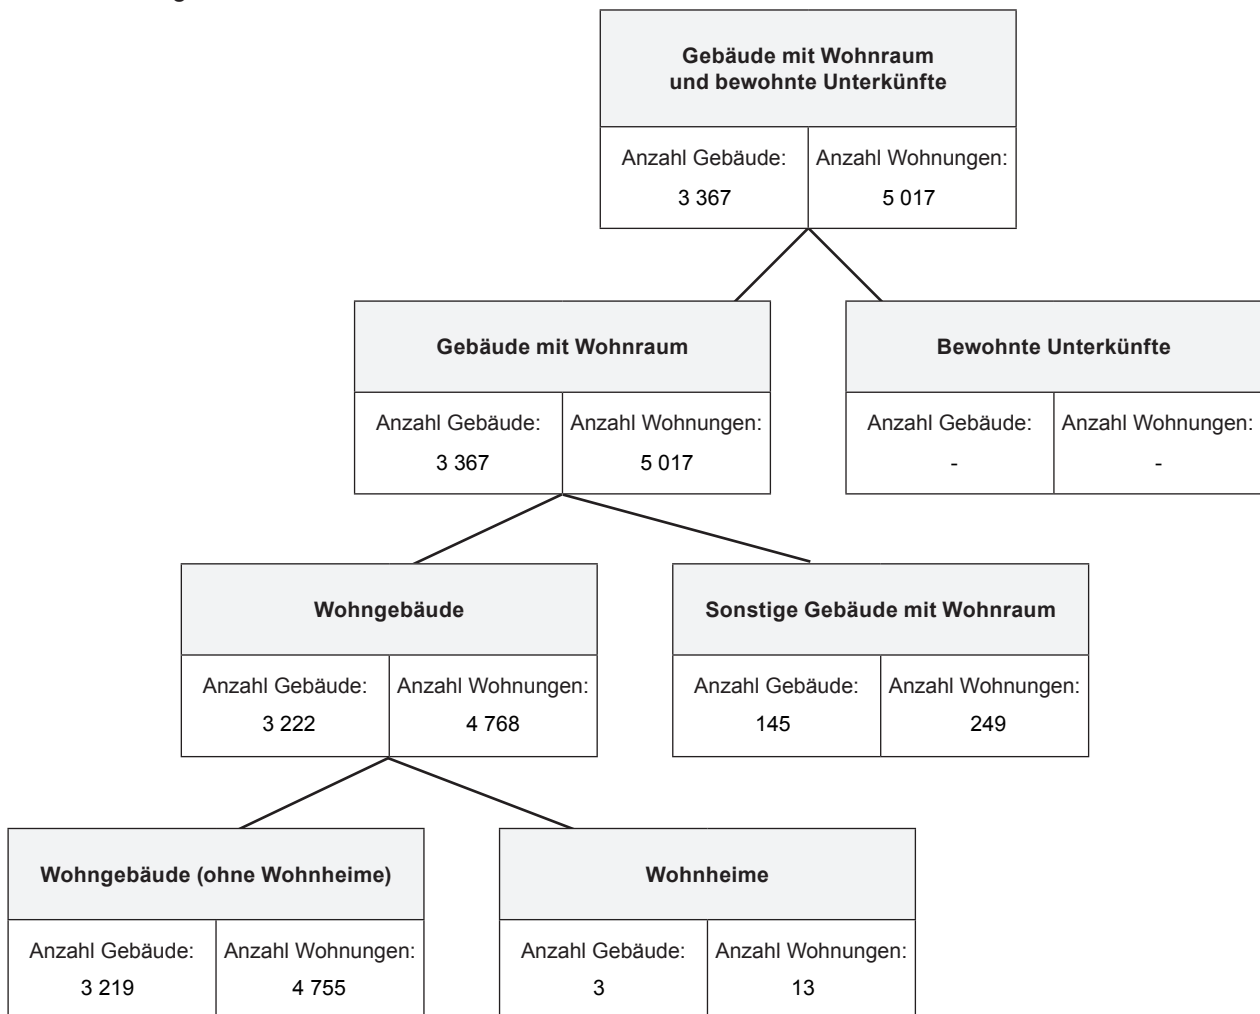 Gebäude mit Wohnraum
und bewohnte Unterkünfte
Anzahl Gebäude: Anzahl Wohnungen:
3 367 5 017
Gebäude mit Wohnraum Bewohnte Unterkünfte
Anzahl Gebäude: Anzahl Wohnungen: Anzahl Gebäude: Anzahl Wohnungen:
3 367 5 017 - -
Wohngebäude Sonstige Gebäude mit Wohnraum
Anzahl Gebäude: Anzahl Wohnungen: Anzahl Gebäude: Anzahl Wohnungen:
3 222 4 768 145 249
Wohngebäude (ohne Wohnheime) Wohnheime
Anzahl Gebäude: Anzahl Wohnungen: Anzahl Gebäude: Anzahl Wohnungen:
3 219 4 755 3 13